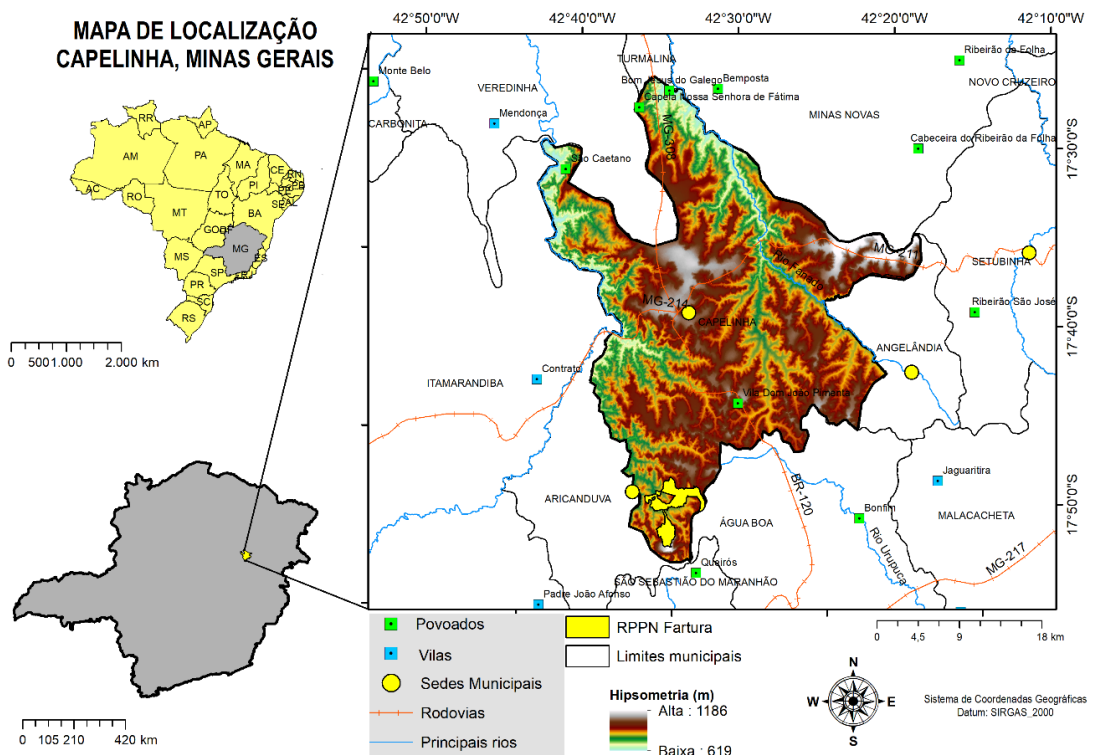 MAPA DE LOCALIZAÇÃO
CAPELINHA, MINAS GERAIS
RR
AP
AM
PA
MA
CE
RN
PB
PI
AC
TO
AL
RO
BA
MT
GO
DF
MG
MS
ES
SP
RJ
PR
SC
RS
0 500 1.000 2.000 km
0 105 210 420 km
42°50'0"W
42°40'0"W
42°30'0"W
42°20'0"W
42°10'0"W
17°30'0"S
17°40'0"S
17°50'0"S
TURMALINA
Ribeirão da Folha
Monte Belo
Bom Jesus do Galego
Bemposta
NOVO CRUZEIRO
VEREDINHA
Capela Nossa Senhora de Fátima
Mendonça
MINAS NOVAS
CARBONITA
MG-308
Cabeceira do Ribeirão da Folha
São Caetano
MG-211
Rio Fanado
SETUBINHA
MG-214
Ribeirão São José
CAPELINHA
ANGELÂNDIA
Contrato
ITAMARANDIBA
Vila Dom João Pimenta
Jaguaritira
BR-120
ARICANDUVA
Bonfim
MALACACHETA
ÁGUA BOA
Rio Urupuca
MG-217
Queirós
SÃO SEBASTIÃO DO MARANHÃO
Padre João Afonso
Povoados
Vilas
Sedes Municipais
Rodovias
Principais rios
RPPN Fartura
Limites municipais
Hipsometria (m)
Alta : 1186
Baixa : 619
0 4,5 9 18 km
N
W E
S
Sistema de Coordenadas Geográficas
Datum: SIRGAS_2000